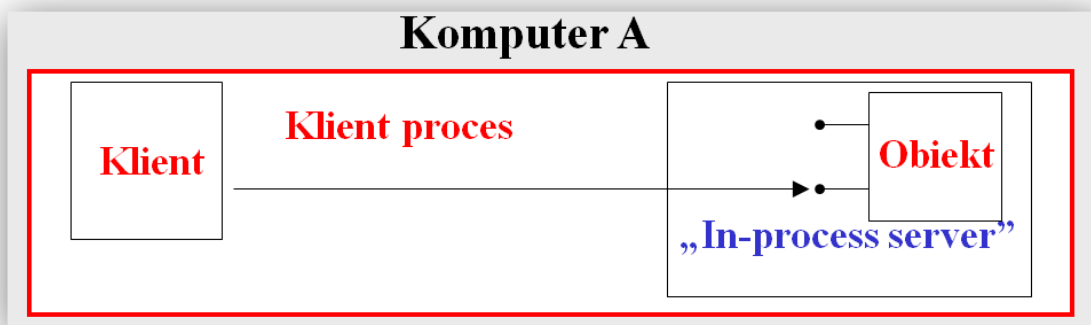 Komputer A
Klient proces
Klient
Obiekt
„In-process server”